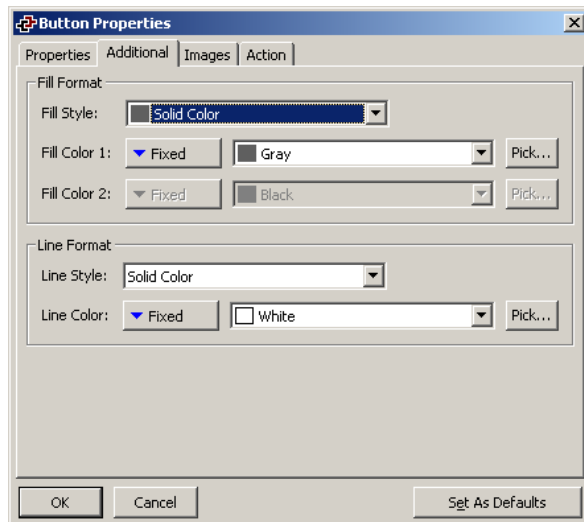 Button Properties
Properties Additional Images Action
Fill Format
Fill Style: Solid Color
Fill Color 1: Fixed Gray Pick...
Fill Color 2: Fixed Black Pick...
Line Format
Line Style: Solid Color
Line Color: Fixed White Pick...
OK Cancel Set As Defaults